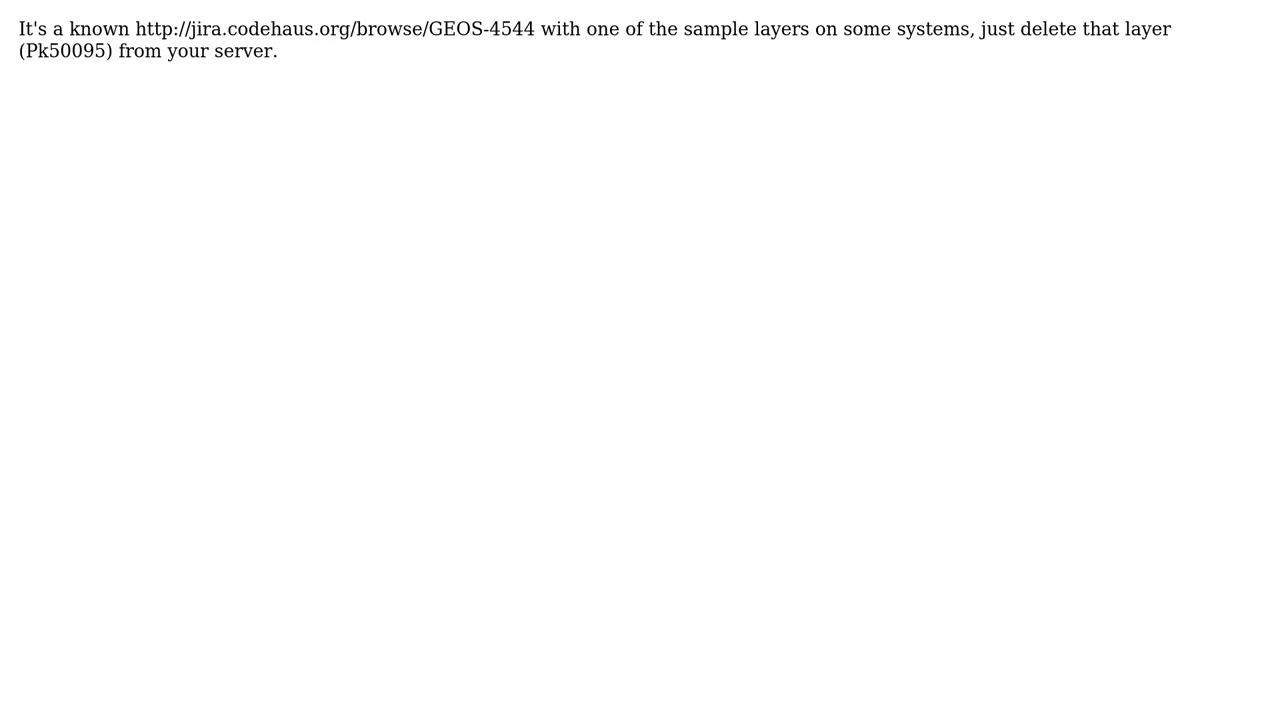 It's a known http://jira.codehaus.org/browse/GEOS-4544 with one of the sample layers on some systems, just delete that layer
(Pk50095) from your server.